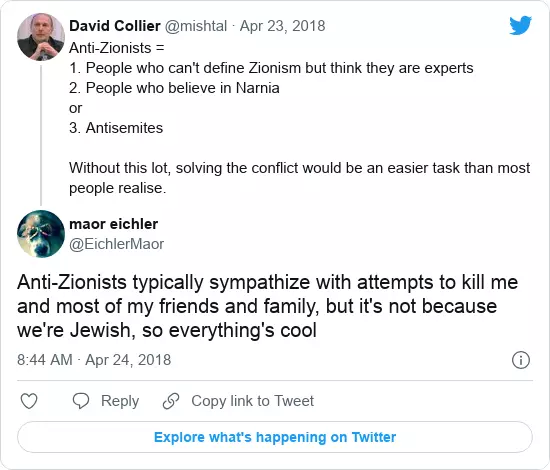 David Collier @mishtal · Apr 23, 2018
Anti-Zionists =
1. People who can't define Zionism but think they are experts
2. People who believe in Narnia
or
3. Antisemites
Without this lot, solving the conflict would be an easier task than most
people realise.
maor eichler
@EichlerMaor
Anti-Zionists typically sympathize with attempts to kill me
and most of my friends and family, but it's not because
we're Jewish, so everything's cool
8:44 AM · Apr 24, 2018
Reply
Copy link to Tweet
Explore what's happening on Twitter